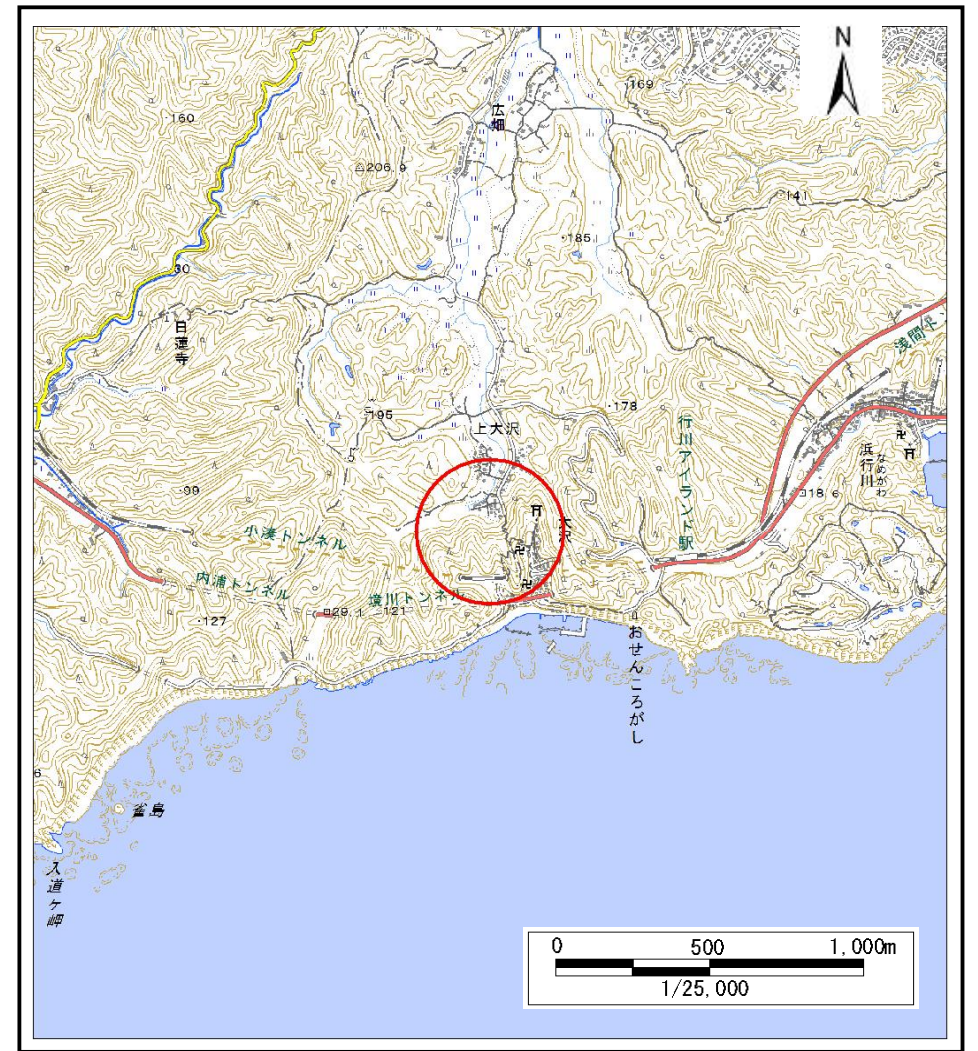 N
169
160
広畑
206.9
141
185
30
日蓮寺
浅間ト
195
178
上大沢
行川アイランド駅
浜行川
なめがわ
18.6
99
小湊トンネル
大沢
内浦トンネル
境川トンネル
29.1
121
127
おせんころがし
6
雀島
入道ヶ岬
0 500 1,000m
1/25,000